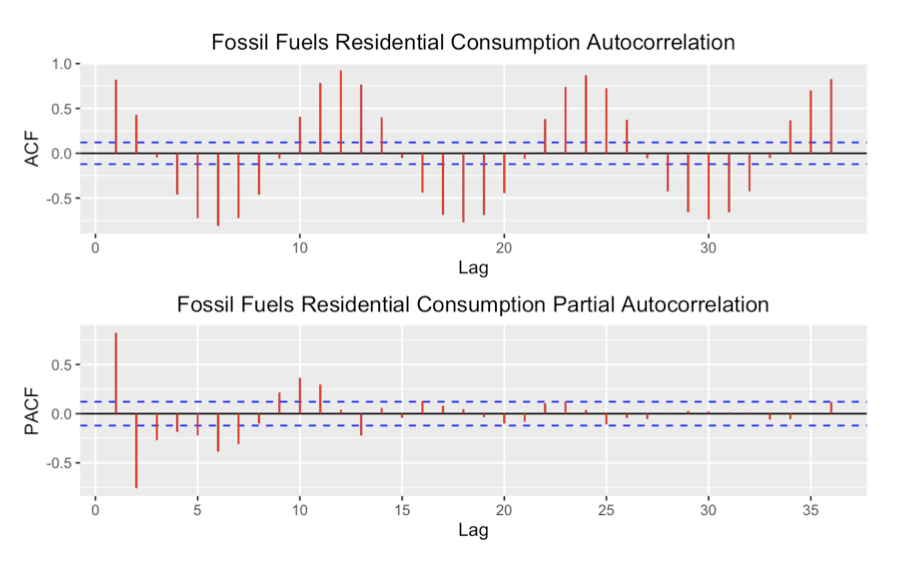 Fossil Fuels Residential Consumption Autocorrelation
1.0
0.5
0.0
-0.5
ACF
0 10 20 30
Lag
Fossil Fuels Residential Consumption Partial Autocorrelation
0.5
0.0
-0.5
PACF
0 5 10 15 20 25 30 35
Lag